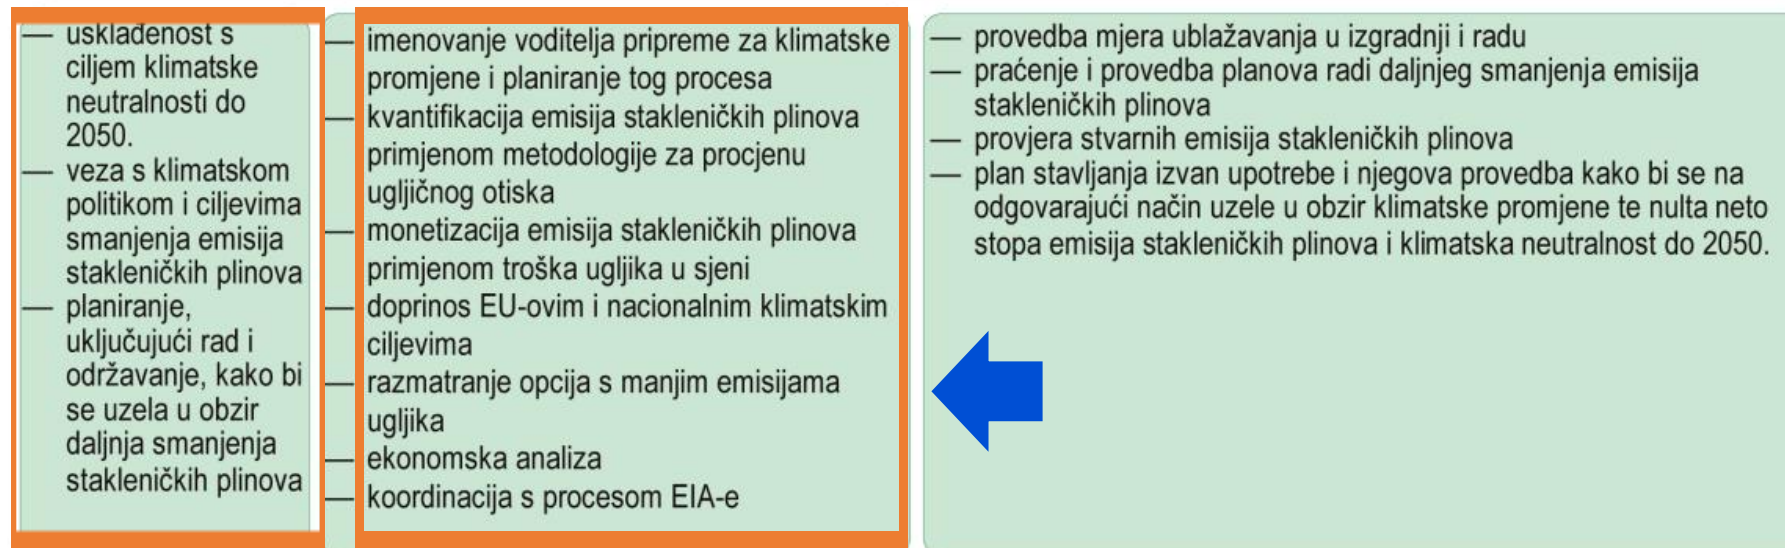 — usklađenost s
ciljem klimatske
neutralnosti do
2050.
— veza s klimatskom
politikom i ciljevima
smanjenja emisija
stakleničkih plinova
— planiranje,
uključujući rad i
održavanje, kako bi
se uzela u obzir
daljnja smanjenja
stakleničkih plinova
— imenovanje voditelja pripreme za klimatske
promjene i planiranje tog procesa
— kvantifikacija emisija stakleničkih plinova
primjenom metodologije za procjenu
ugljičnog otiska
— monetizacija emisija stakleničkih plinova
primjenom troška ugljika u sjeni
— doprinos EU-ovim i nacionalnim klimatskim
ciljevima
— razmatranje opcija s manjim emisijama
ugljika
— ekonomska analiza
— koordinacija s procesom EIA-e
— provedba mjera ublažavanja u izgradnji i radu
— praćenje i provedba planova radi daljnjeg smanjenja emisija
stakleničkih plinova
— provjera stvarnih emisija stakleničkih plinova
— plan stavljanja izvan upotrebe i njegova provedba kako bi se na
odgovarajući način uzele u obzir klimatske promjene te nulta neto
stopa emisija stakleničkih plinova i klimatska neutralnost do 2050.